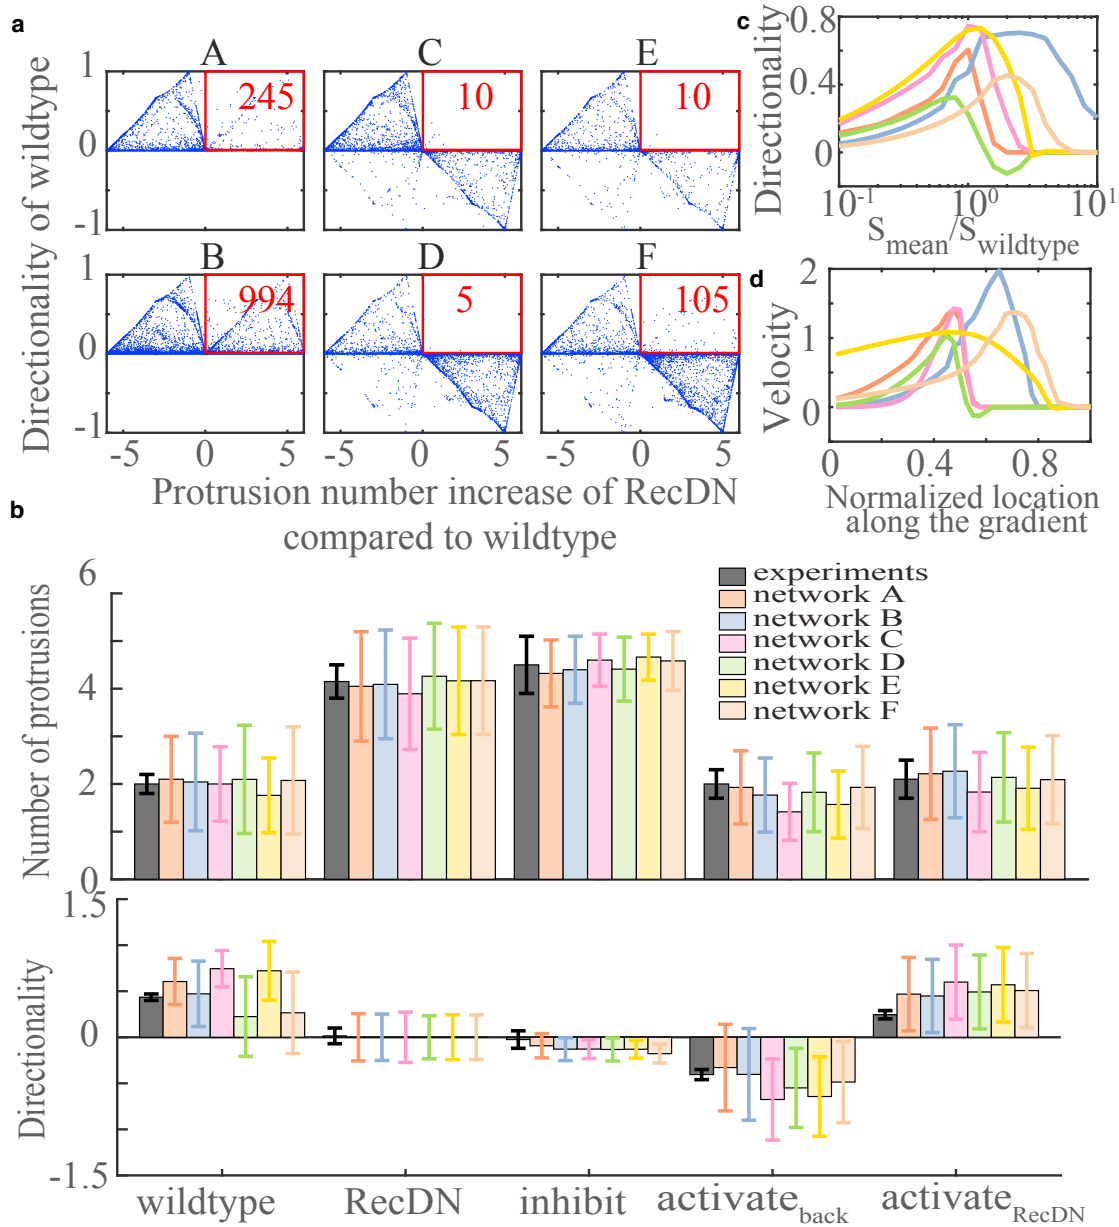 a
A
C
E
Directionality of wildtype
1
0
-1
245
10
10
B
D
F
1
0
-1
994
5
105
-5
0
5
-5
0
5
-5
0
5
Protrusion number increase of RecDN
compared to wildtype
c
Directionality
0.8
0.4
0
10-1
100
101
Smean/Swildtype
d
Velocity
2
1
0
0
0.4
0.8
Normalized location
along the gradient
b
Number of protrusions
6
4
2
0
experiments
network A
network B
network C
network D
network E
network F
Directionality
1.5
0
-1.5
wildtype
RecDN
inhibit
activateback
activateRecDN